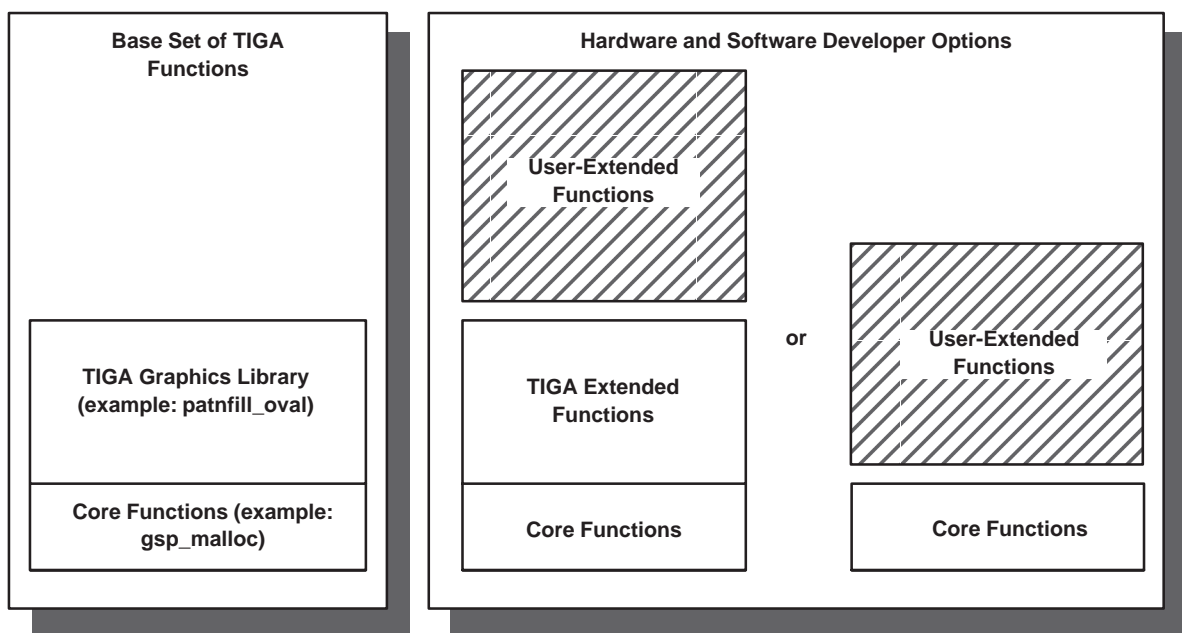 Base Set of TIGA
Functions
TIGA Graphics Library
(example: patnfill_oval)
Core Functions (example:
gsp_malloc)
Hardware and Software Developer Options
User-Extended
Functions
TIGA Extended
Functions
Core Functions
or
User-Extended
Functions
Core Functions